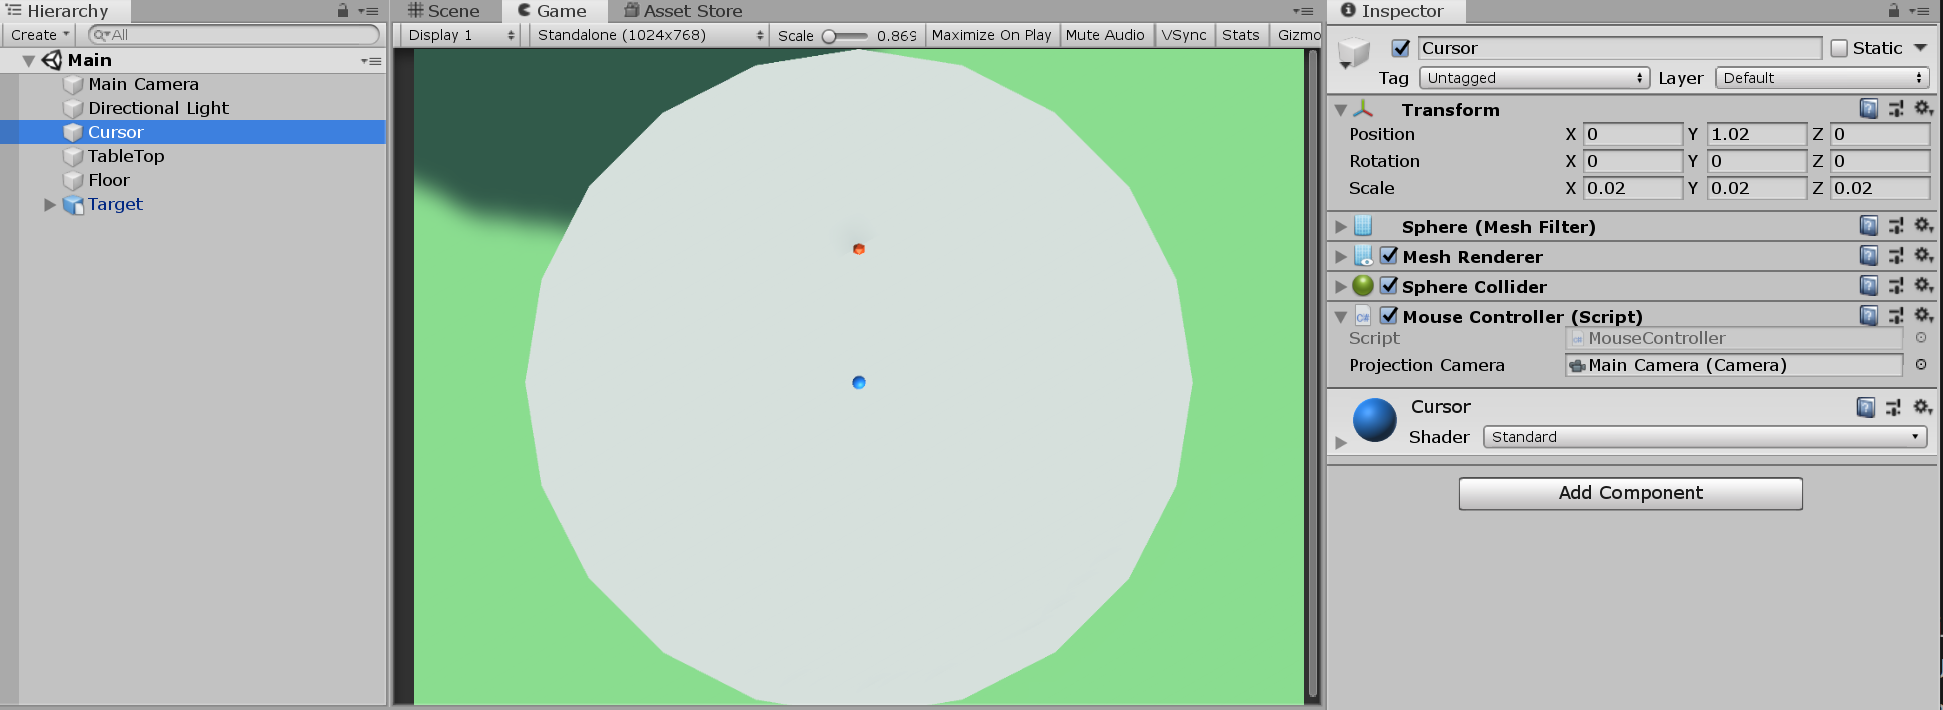 Hierarchy
Create All
Main
Main Camera
Directional Light
Cursor
TableTop
Floor
Target
Scene Game Asset Store
Display 1 Standalone (1024x768) Scale 0.869 Maximize On Play Mute Audio VSync Stats Gizmo
Inspector
Cursor Static
Tag Untagged Layer Default
Transform
Position X 0 Y 1.02 Z 0
Rotation X 0 Y 0 Z 0
Scale X 0.02 Y 0.02 Z 0.02
Sphere (Mesh Filter)
Mesh Renderer
Sphere Collider
C# Mouse Controller (Script)
Script MouseController
Projection Camera Main Camera (Camera)
Cursor
Shader Standard
Add Component